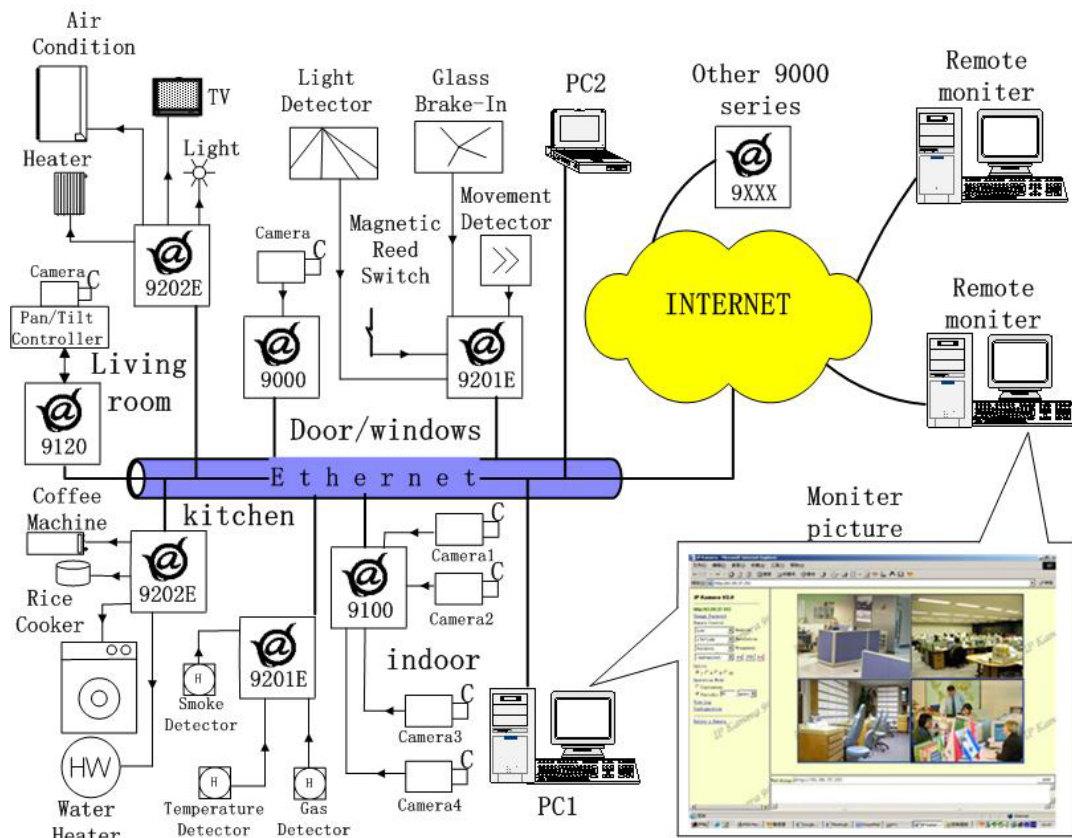 Air
Condition
TV
Heater
Light
9202E
Camera
C
Pan/Tilt
Controller
Living
room
9120
Light
Detector
Glass
Brake-In
Camera
C
Magnetic
Reed
Switch
Movement
Detector
9000
9201E
Door/windows
PC2
Other 9000
series
9XXX
Remote
moniter
INTERNET
Remote
moniter
Ethernet
kitchen
Coffee
Machine
9202E
Rice
Cooker
HW
Water
Heater
H
Smoke
Detector
9201E
H
Temperature
Detector
H
Gas
Detector
9100
C
Camera1
C
Camera2
indoor
C
Camera3
C
Camera4
PC1
Moniter
picture